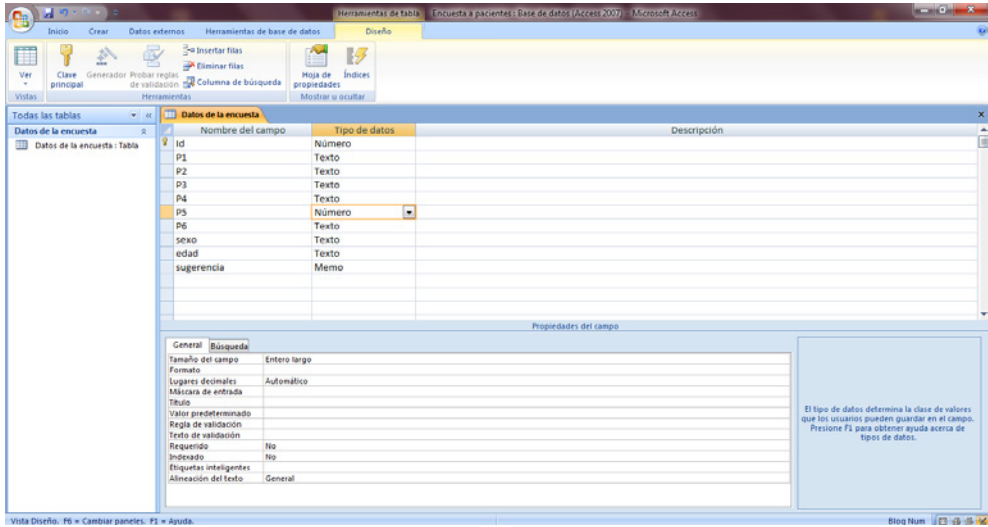 Herramientas de tabla Encuesta a pacientes : Base de datos (Access 2007) - Microsoft Access
Inicio Crear Datos externos Herramientas de base de datos Diseño
Ver
Clave principal
Generador
Probar reglas de validación
Insertar filas
Eliminar filas
Columna de búsqueda
Hoja de propiedades
Índices
Vistas Herramientas Mostrar u ocultar
Todas las tablas
Datos de la encuesta
Datos de la encuesta : Tabla
Datos de la encuesta
Nombre del campo Tipo de datos Descripción
Id Número
P1 Texto
P2 Texto
P3 Texto
P4 Texto
P5 Número
P6 Texto
sexo Texto
edad Texto
sugerencia Memo
Propiedades del campo
General Búsqueda
Tamaño del campo Entero largo
Formato
Lugares decimales Automático
Máscara de entrada
Título
Valor predeterminado
Regla de validación
Texto de validación
Requerido No
Indexado No
Etiquetas inteligentes
Alineación del texto General
El tipo de datos determina la clase de valores
que los usuarios pueden guardar en el campo.
Presione F1 para obtener ayuda acerca de
tipos de datos.
Vista Diseño. F6 = Cambiar paneles. F1 = Ayuda. Bloq Num